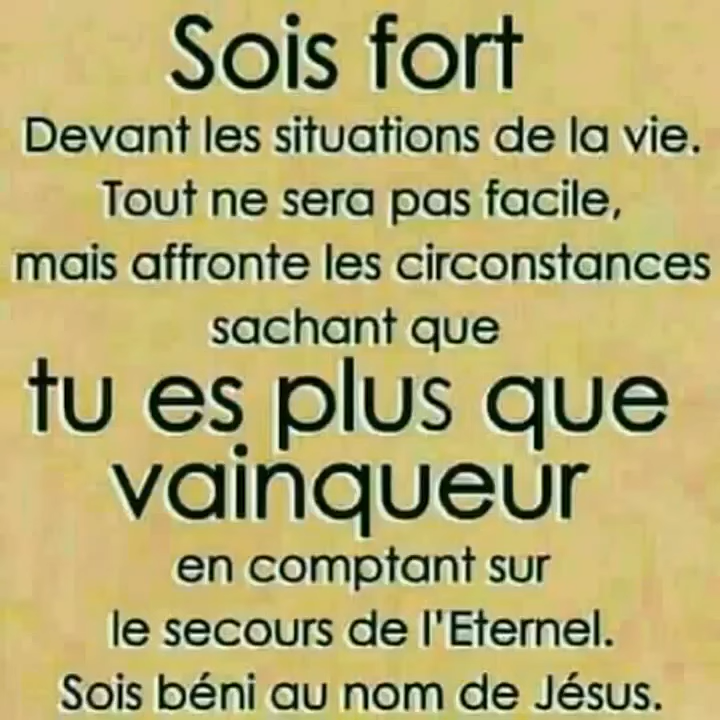 Sois fort
Devant les situations de la vie.
Tout ne sera pas facile,
mais affronte les circonstances
sachant que
tu es plus que
vainqueur
en comptant sur
le secours de l'Eternel.
Sois béni au nom de Jésus.